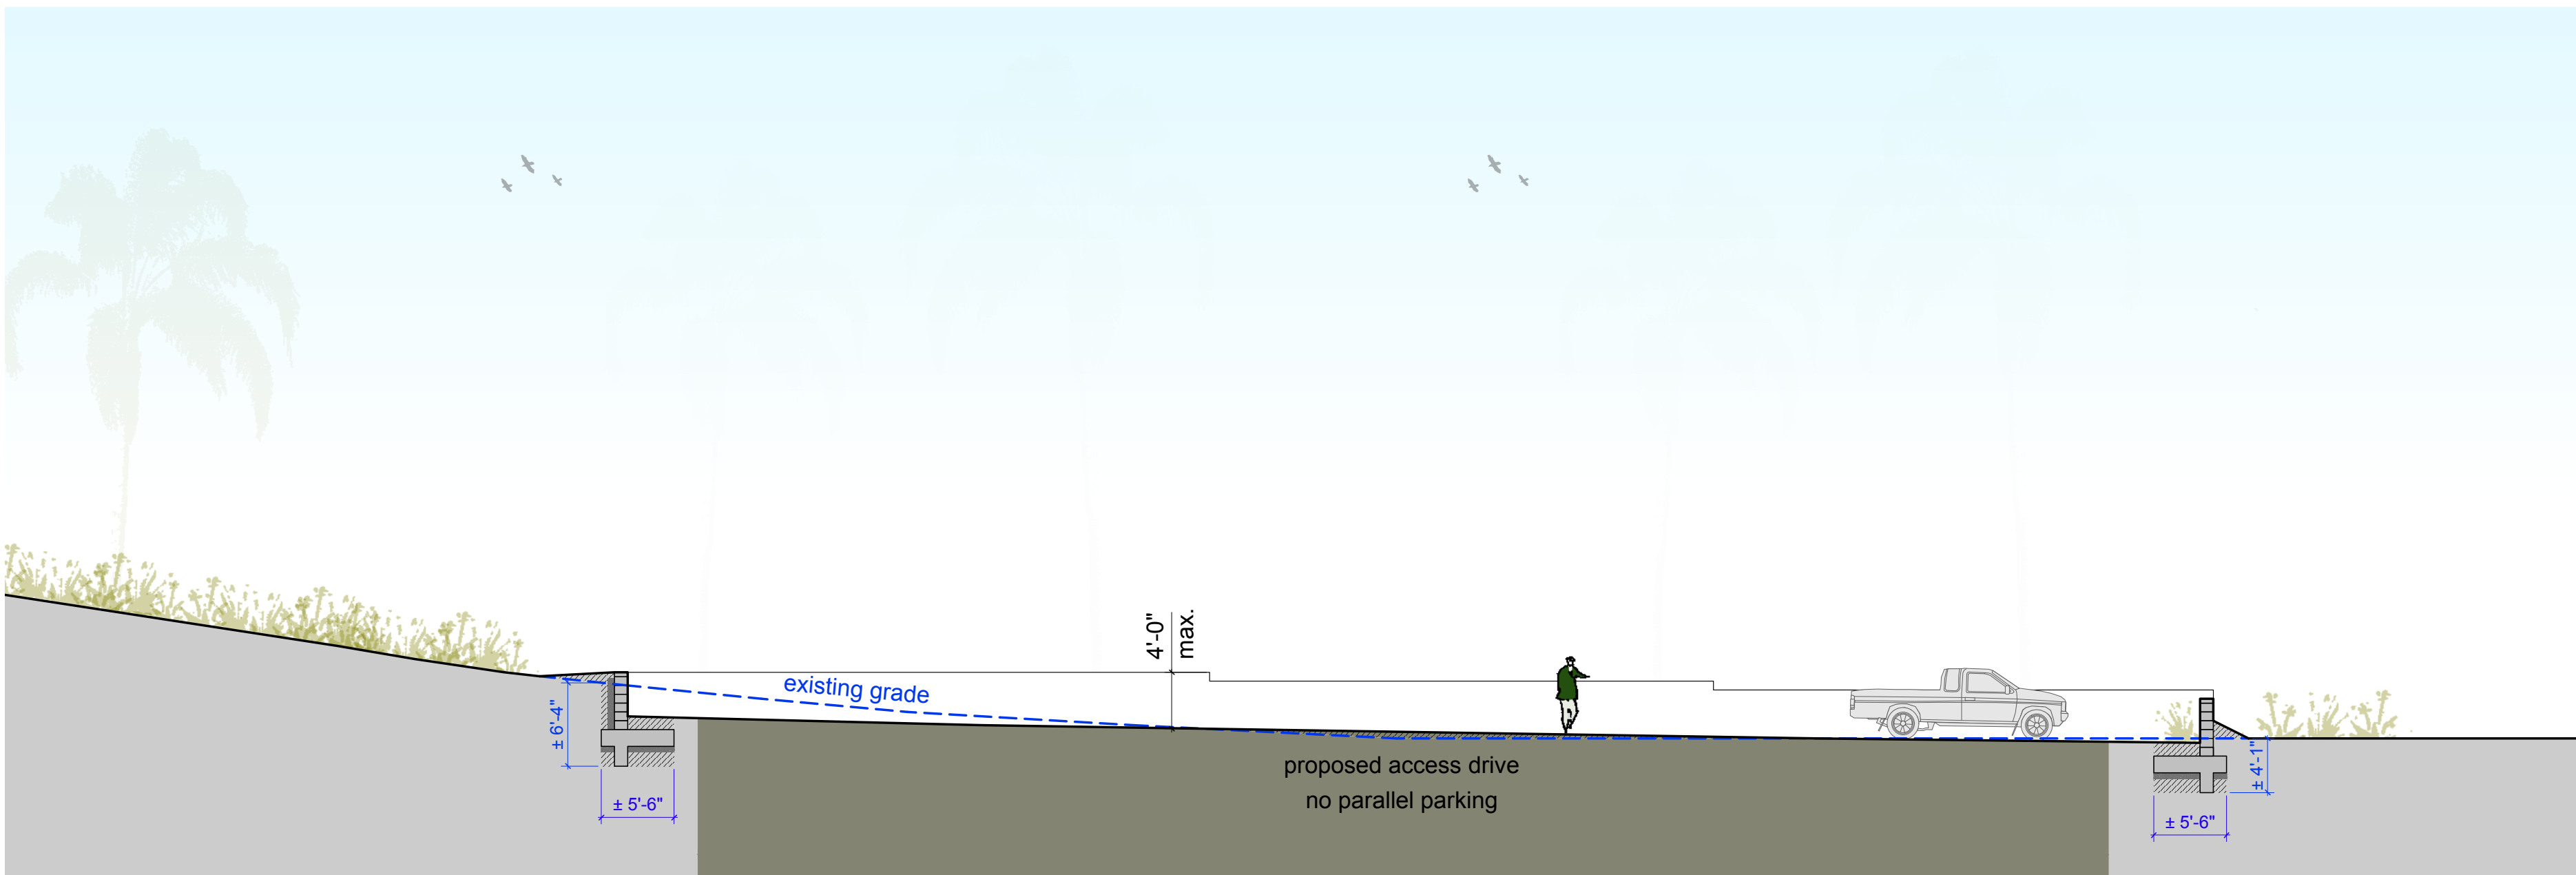 4'-0"
max.
existing grade
± 6'-4"
± 5'-6"
proposed access drive
no parallel parking
± 4'-1"
± 5'-6"